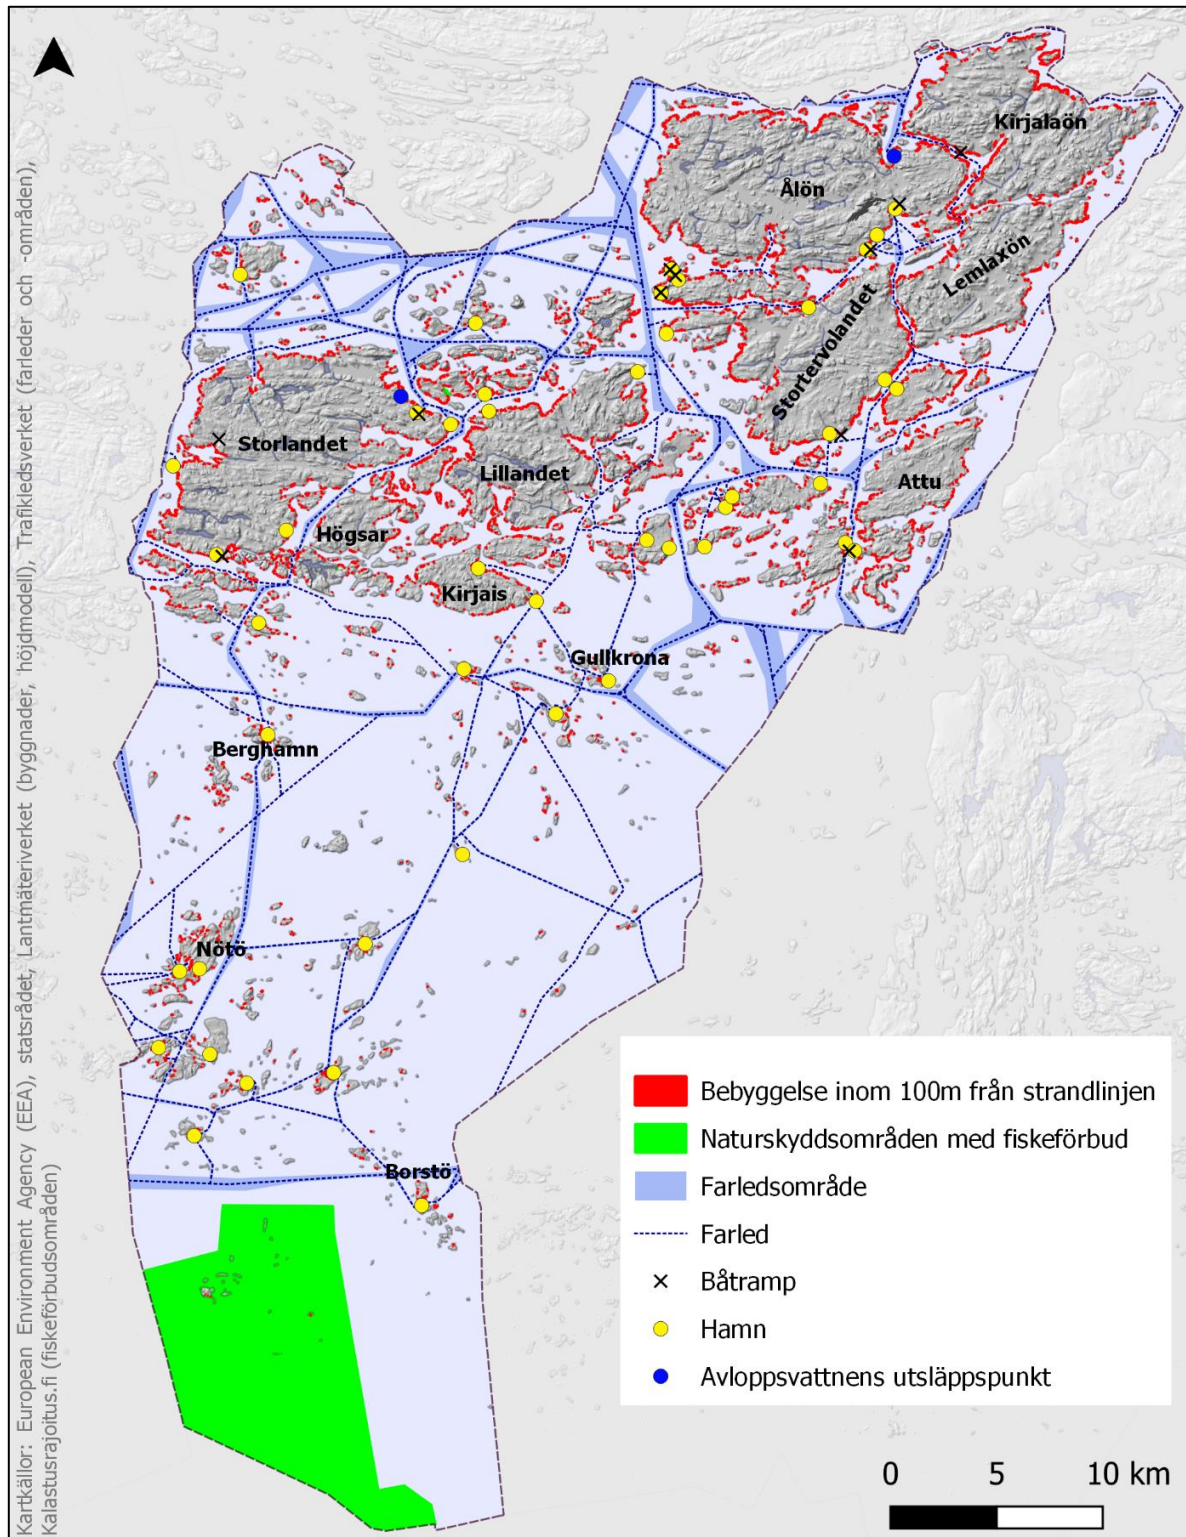 Kirjalaön
Ålön
Lemlaxön
Stortervolandet
Storlandet
Lillandet
Attu
Högsar
Kirjais
Gullkrona
Berghamn
Nötö
Borstö
Bebyggelse inom 100m från strandlinjen
Naturskyddsområden med fiskeförbud
Farledsområde
Farled
Båtramp
Hamn
Avloppsvattnens utsläppspunkt
0 5 10 km
Kartkällor: European Environment Agency (EEA), statsrådet, Lantmäteriverket (byggnader, höjdmodell), Trafikledsverket (farleder och -områden),
Kalastusrajoitus.fi (fiskeförbudsområden)